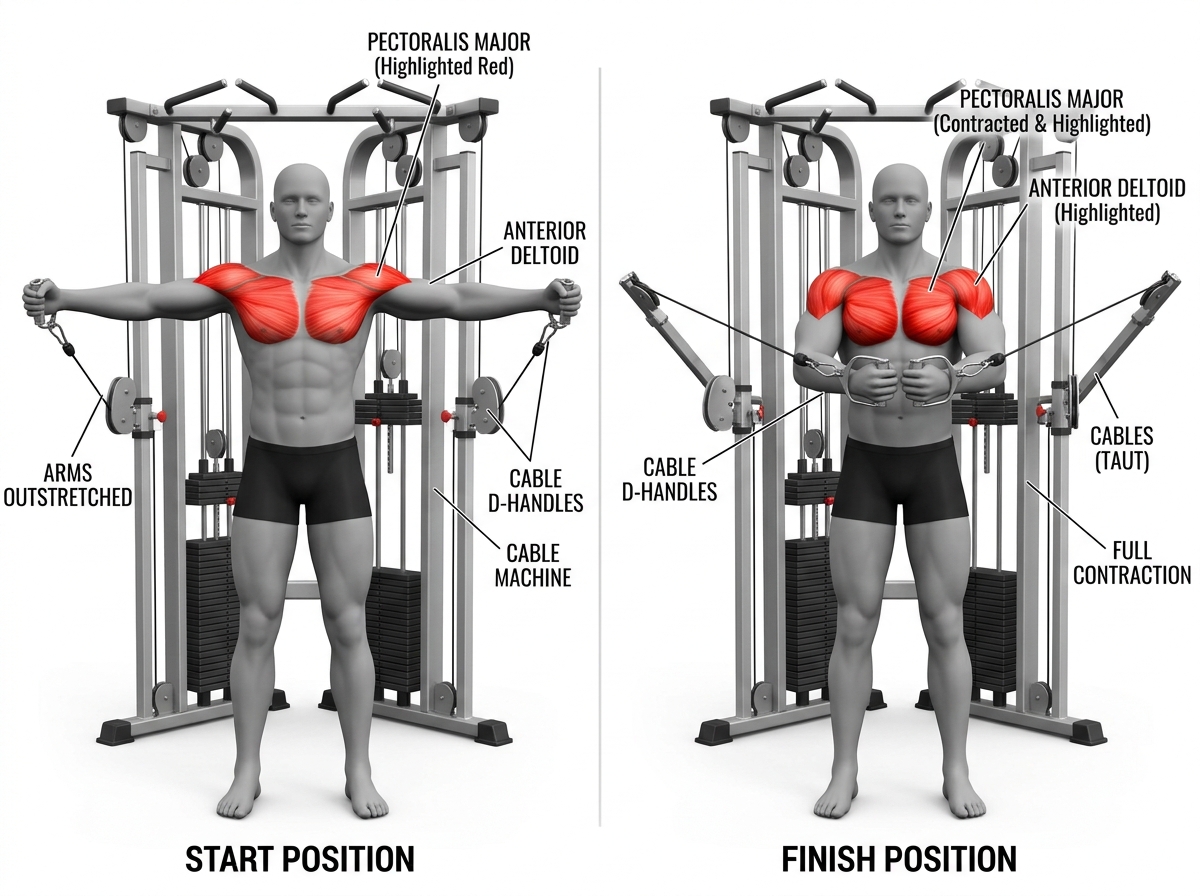 PECTORALIS MAJOR
(Highlighted Red)
ANTERIOR
DELTOID
ARMS
OUTSTRETCHED
CABLE
D-HANDLES
CABLE
MACHINE
START POSITION
PECTORALIS MAJOR
(Contracted & Highlighted)
ANTERIOR DELTOID
(Highlighted)
CABLE
D-HANDLES
CABLES
(TAUT)
FULL
CONTRACTION
FINISH POSITION